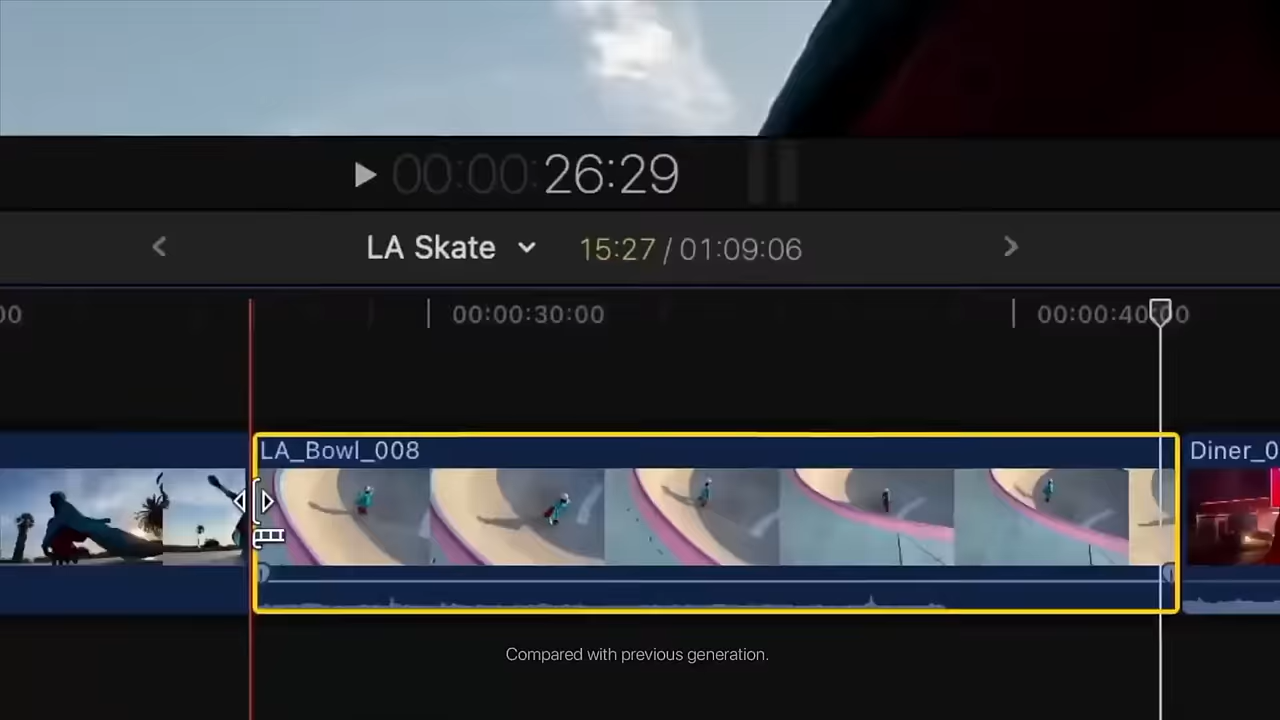 00:00:26:29
LA Skate 15:27 / 01:09:06
00 00:00:30:00 00:00:40:00
LA_Bowl_008 Diner_0
Compared with previous generation.